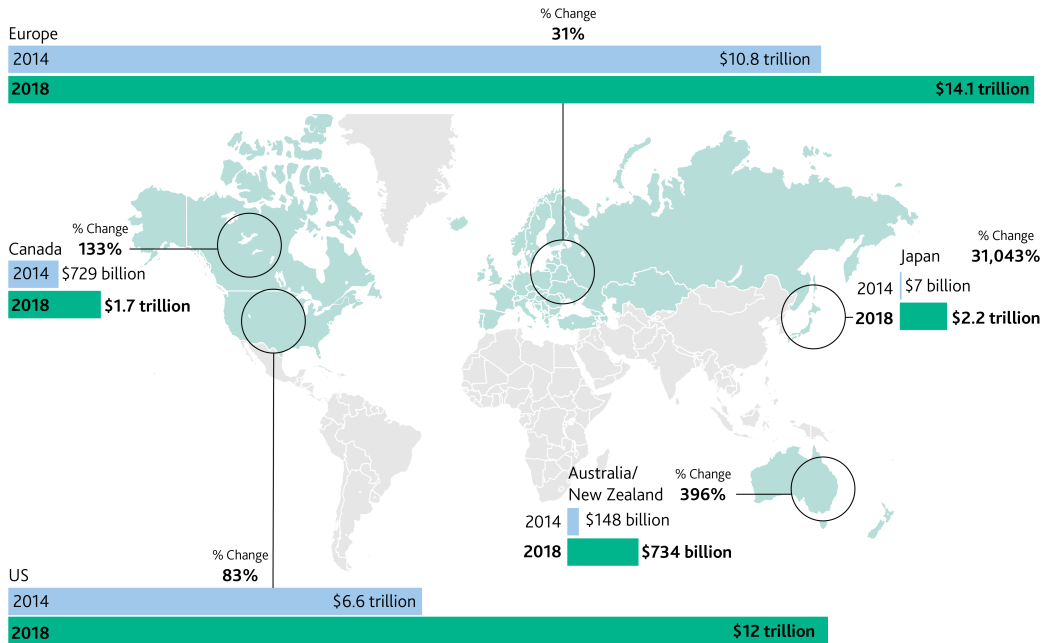 % Change
31%
Europe
2014 $10.8 trillion
2018 $14.1 trillion
% Change
Canada 133%
2014 $729 billion
2018 $1.7 trillion
% Change
Japan 31,043%
2014 $7 billion
2018 $2.2 trillion
Australia/ % Change
New Zealand 396%
2014 $148 billion
2018 $734 billion
% Change
US 83%
2014 $6.6 trillion
2018 $12 trillion